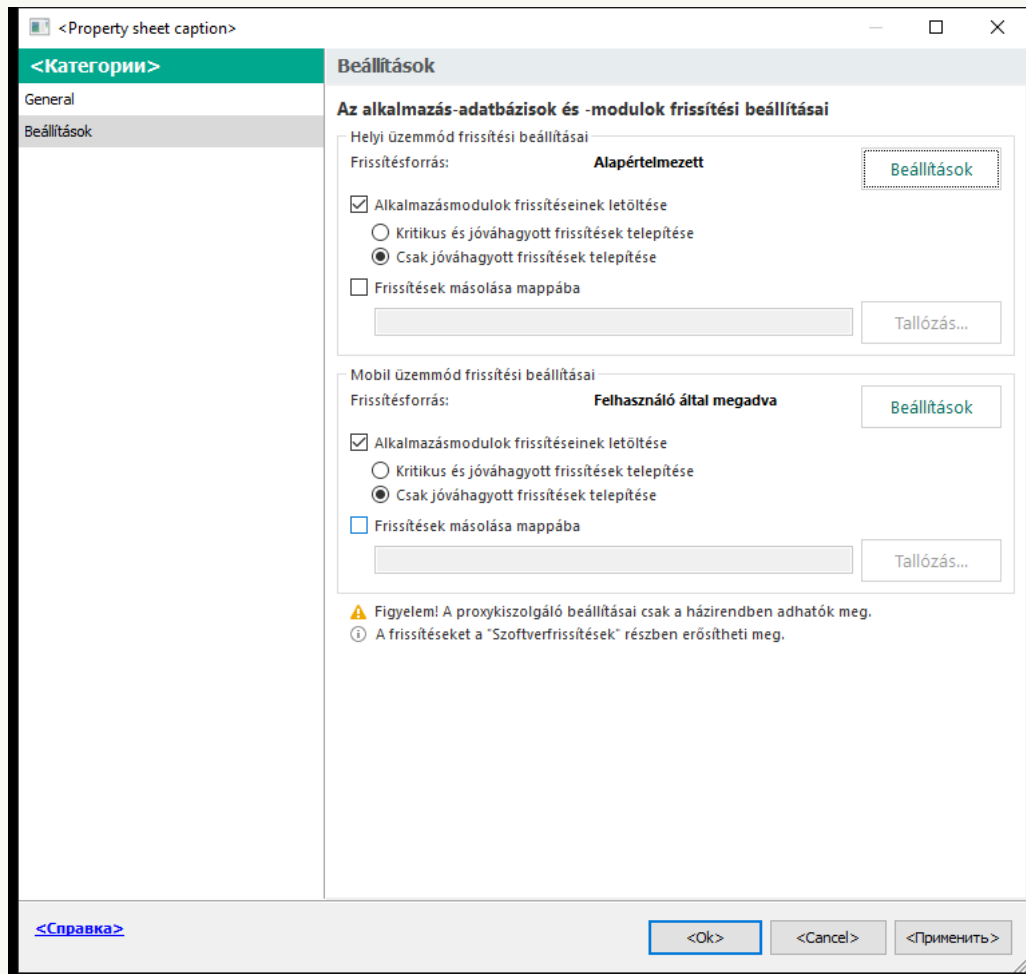 <Property sheet caption>
<Категории>
General
Beállítások
Beállítások
Az alkalmazás-adatbázisok és -modulok frissítési beállításai
Helyi üzemmód frissítési beállításai
Frissítésforrás: Alapértelmezett Beállítások
Alkalmazásmodulok frissítéseinek letöltése
Kritikus és jóváhagyott frissítések telepítése
Csak jóváhagyott frissítések telepítése
Frissítések másolása mappába
Tallózás...
Mobil üzemmód frissítési beállításai
Frissítésforrás: Felhasználó által megadva Beállítások
Alkalmazásmodulok frissítéseinek letöltése
Kritikus és jóváhagyott frissítések telepítése
Csak jóváhagyott frissítések telepítése
Frissítések másolása mappába
Tallózás...
Figyelem! A proxykiszolgáló beállításai csak a házirendben adhatók meg.
A frissítéseket a "Szoftverfrissítések" részben erősítheti meg.
<Справка>
<Ok> <Cancel> <Применить>